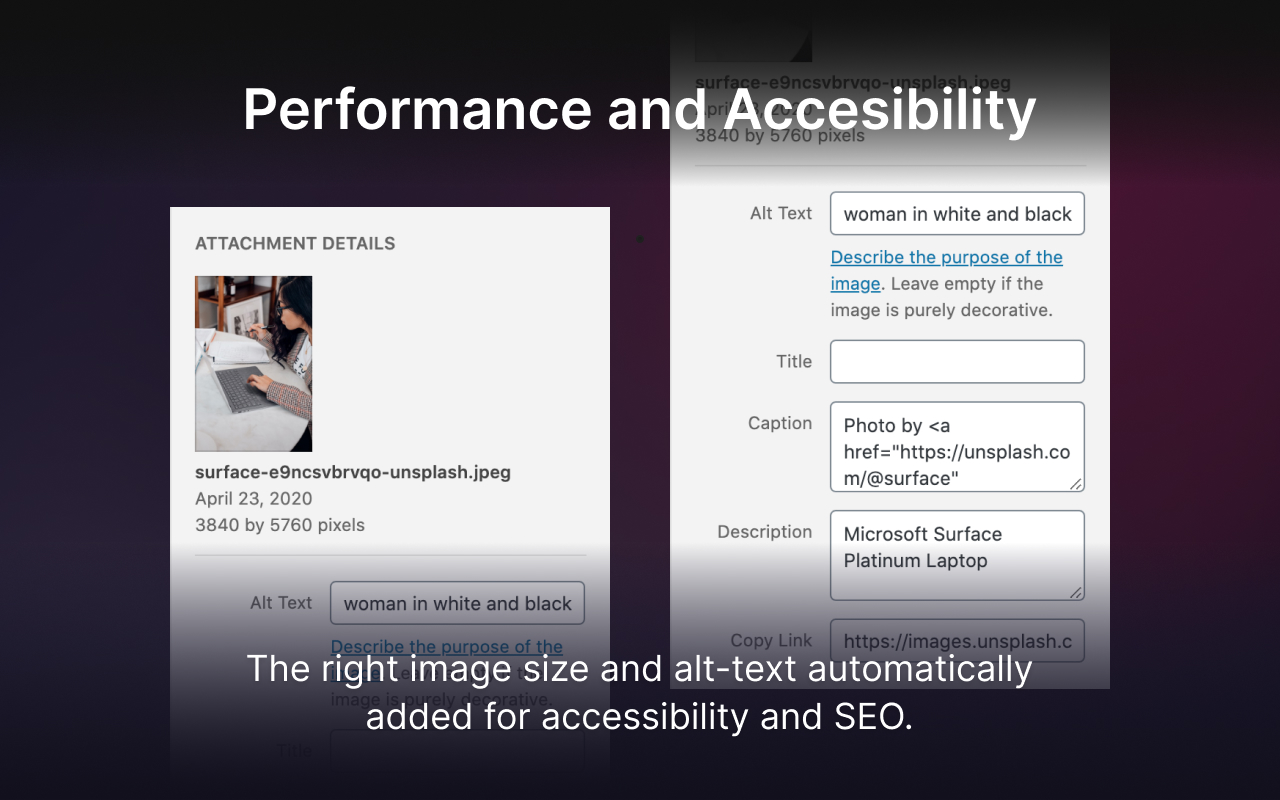 Performance and Accesibility
ATTACHMENT DETAILS
surface-e9ncsvbrvqo-unsplash.jpeg
April 23, 2020
3840 by 5760 pixels
Alt Text
woman in white and black
Describe the purpose of the
image is purely decorative.
Title
surface-e9ncsvbrvqo-unsplash.jpeg
April 23, 2020
3840 by 5760 pixels
Alt Text
woman in white and black
Describe the purpose of the
image. Leave empty if the
image is purely decorative.
Title
Caption
Photo by <a
href="https://unsplash.co
m/@surface"
Description
Microsoft Surface
Platinum Laptop
Copy Link
https://images.unsplash.c
The right image size and alt-text automatically
added for accessibility and SEO.